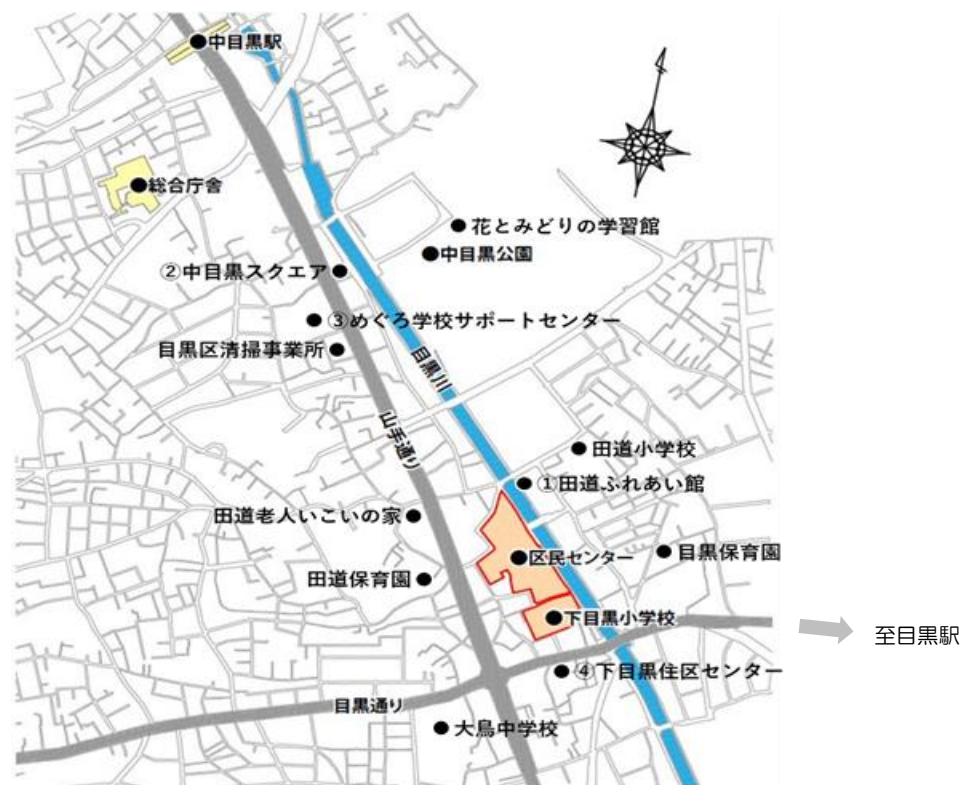 中目黒駅
総合庁舎
花とみどりの学習館
中目黒公園
②中目黒スクエア
③めぐろ学校サポートセンター
目黒区清掃事業所
目黒川
山手通り
田道小学校
①田道ふれあい館
田道老人いこいの家
区民センター
目黒保育園
田道保育園
下目黒小学校
至目黒駅
④下目黒住区センター
目黒通り
大鳥中学校